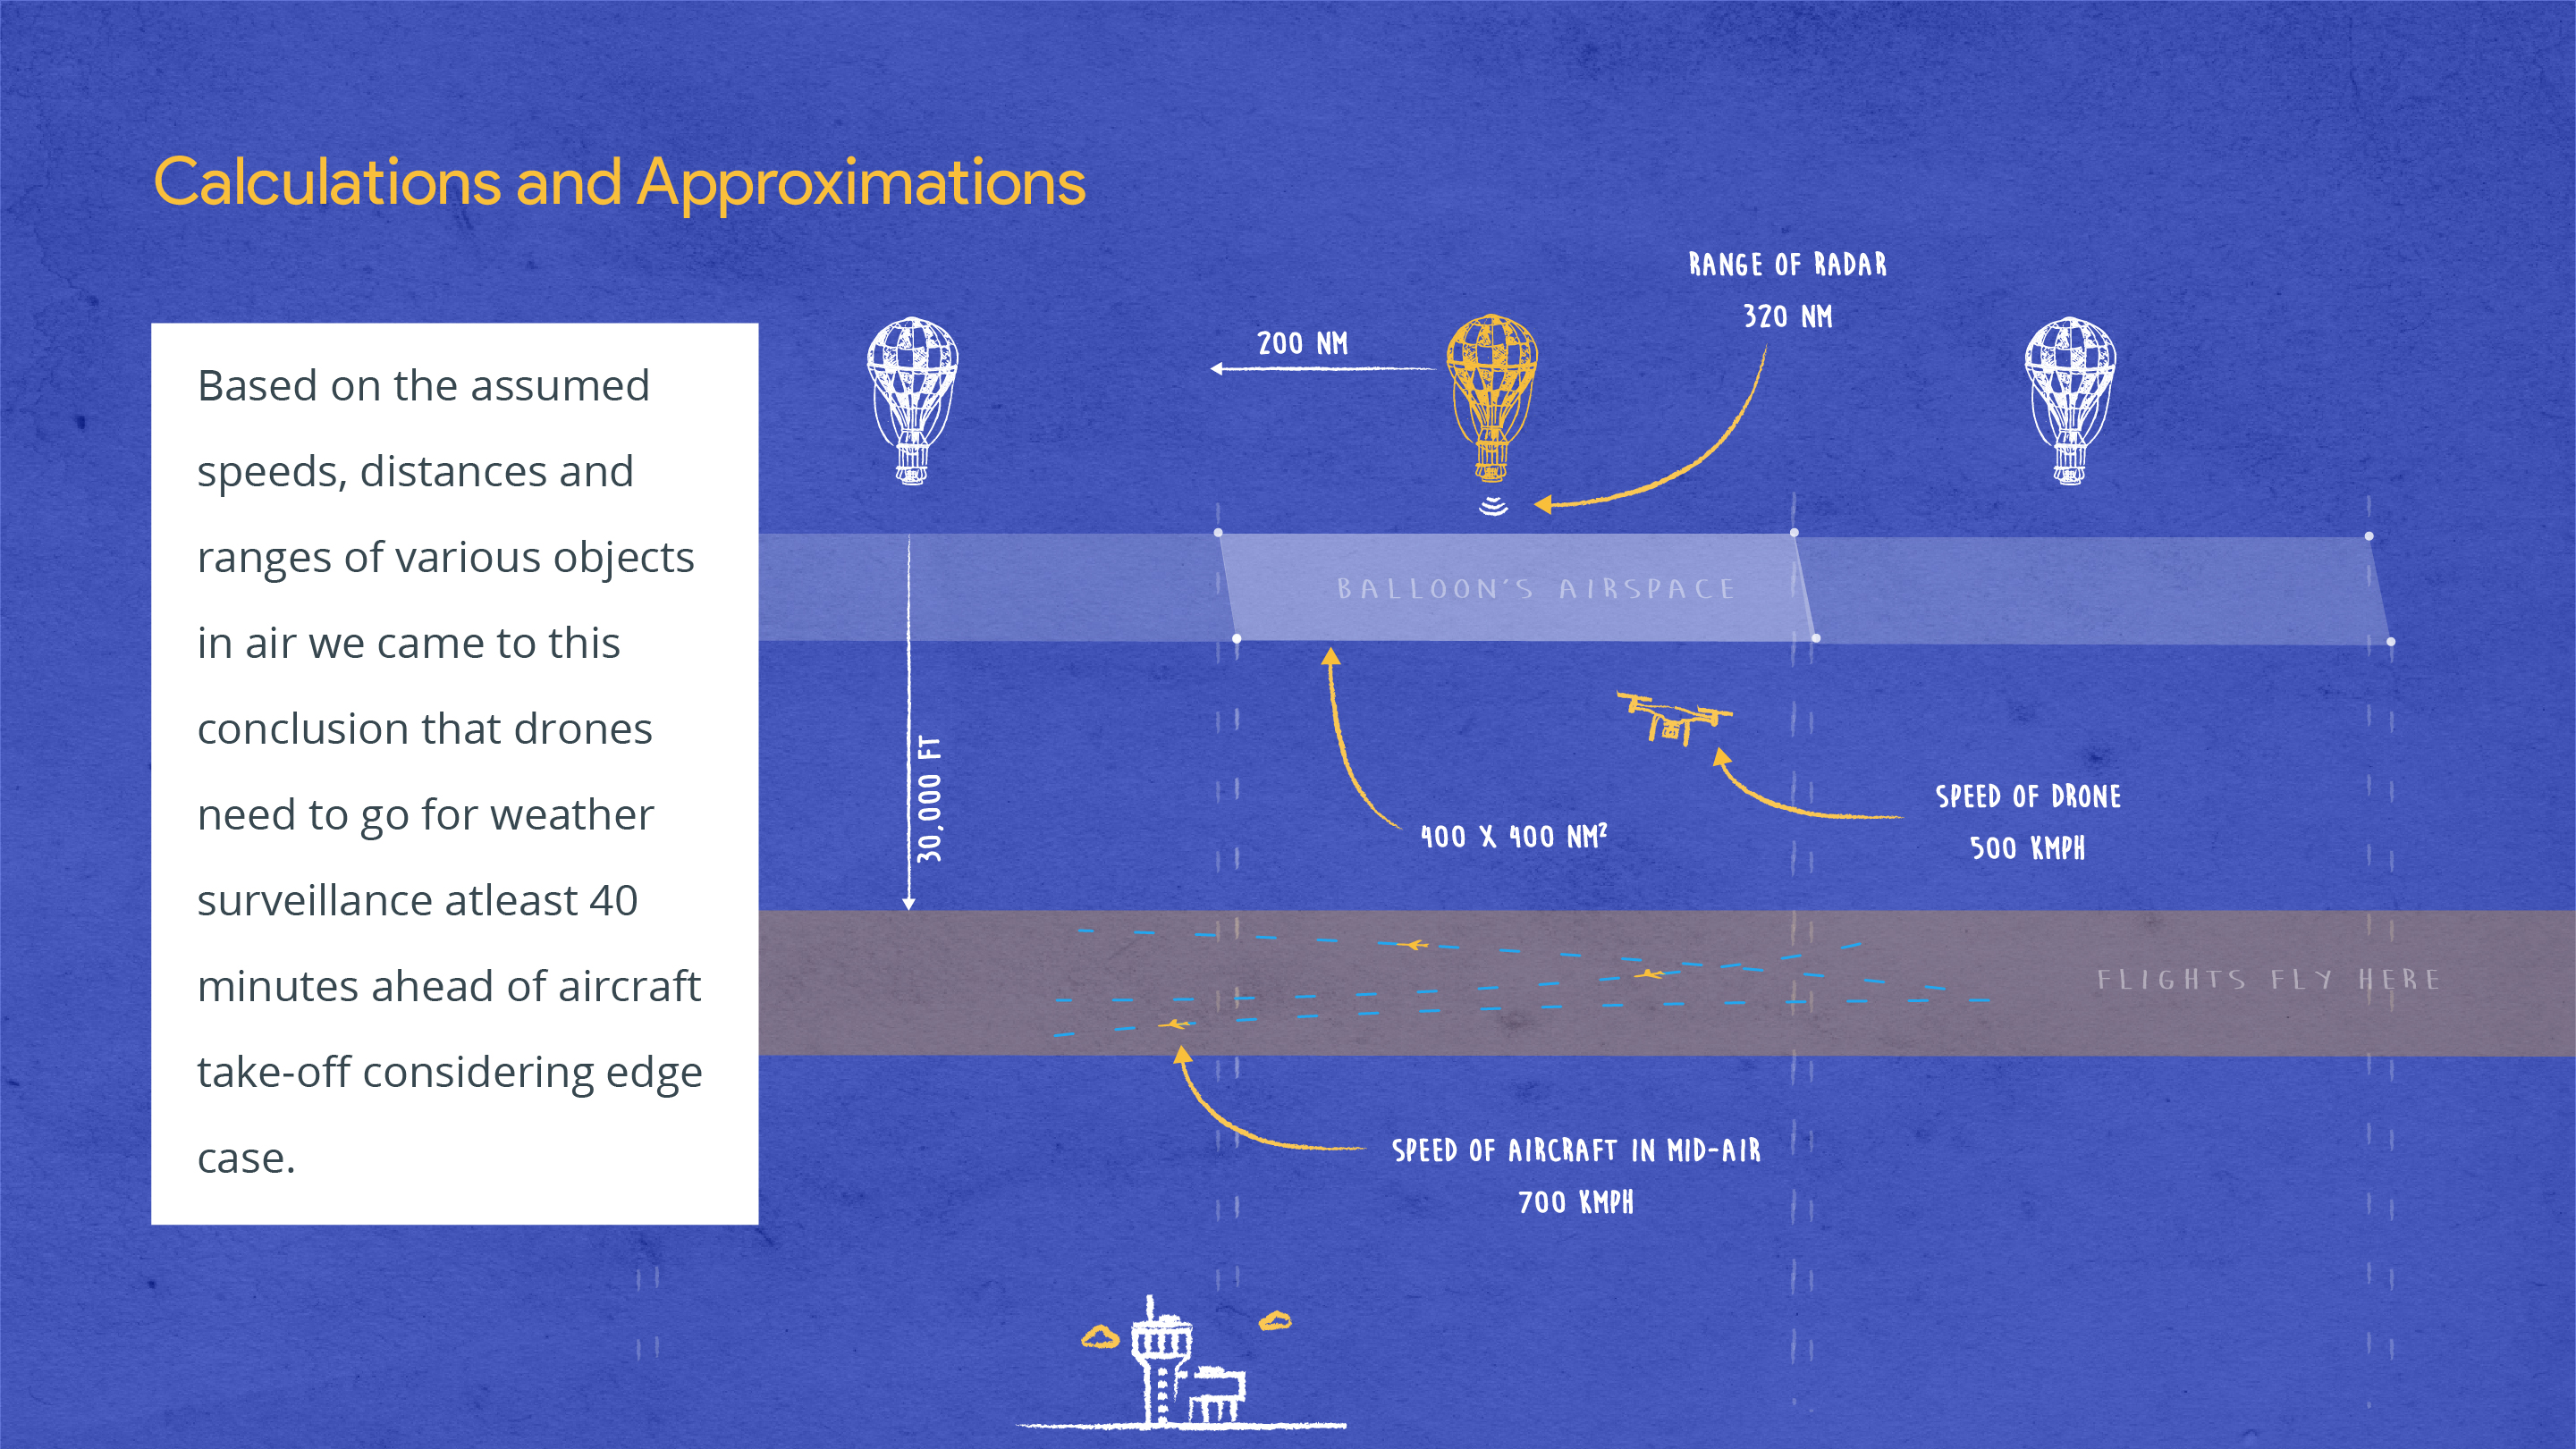 Calculations and Approximations
Based on the assumed
speeds, distances and
ranges of various objects
in air we came to this
conclusion that drones
need to go for weather
surveillance atleast 40
minutes ahead of aircraft
take-off considering edge
case.
RANGE OF RADAR
320 NM
200 NM
BALLOON'S AIRSPACE
30,000 FT
400 X 400 NM²
SPEED OF DRONE
500 KMPH
FLIGHTS FLY HERE
SPEED OF AIRCRAFT IN MID-AIR
700 KMPH